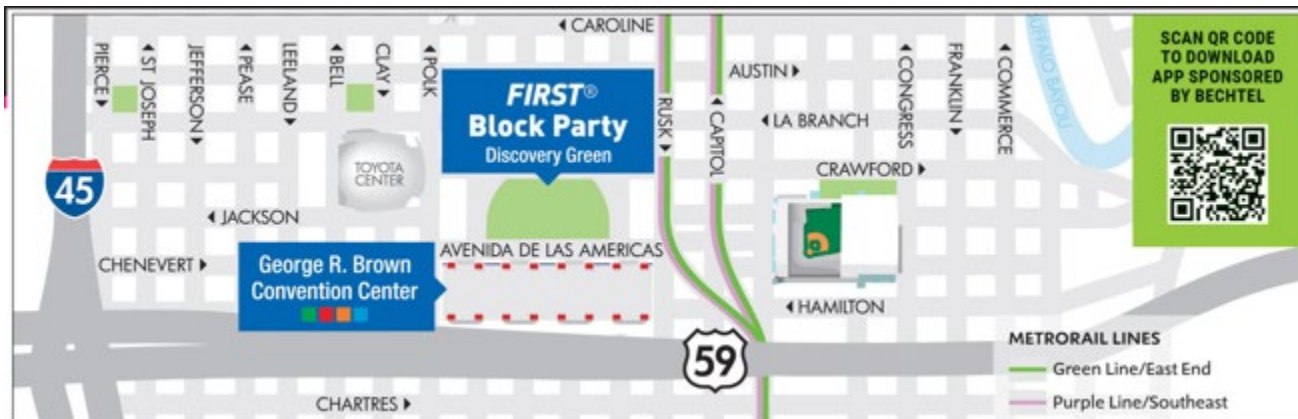 ◄ CAROLINE
PIERCE ►
◄ ST JOSEPH
JEFFERSON ►
◄ PEASE
LEELAND ►
◄ BELL
CLAY ►
◄ POLK
FIRST®
Block Party
Discovery Green
RUSK ►
◄ CAPITOL
AUSTIN ►
◄ LA BRANCH
CRAWFORD ►
◄ CONGRESS
FRANKLIN ►
◄ COMMERCE
BUFFALO BAYOU
SCAN QR CODE
TO DOWNLOAD
APP SPONSORED
BY BECHTEL
45
TOYOTA
CENTER
◄ JACKSON
CHENEVERT ►
George R. Brown
Convention Center
AVENIDA DE LAS AMERICAS
◄ HAMILTON
59
METRORAIL LINES
Green Line/East End
Purple Line/Southeast
CHARTRES ►